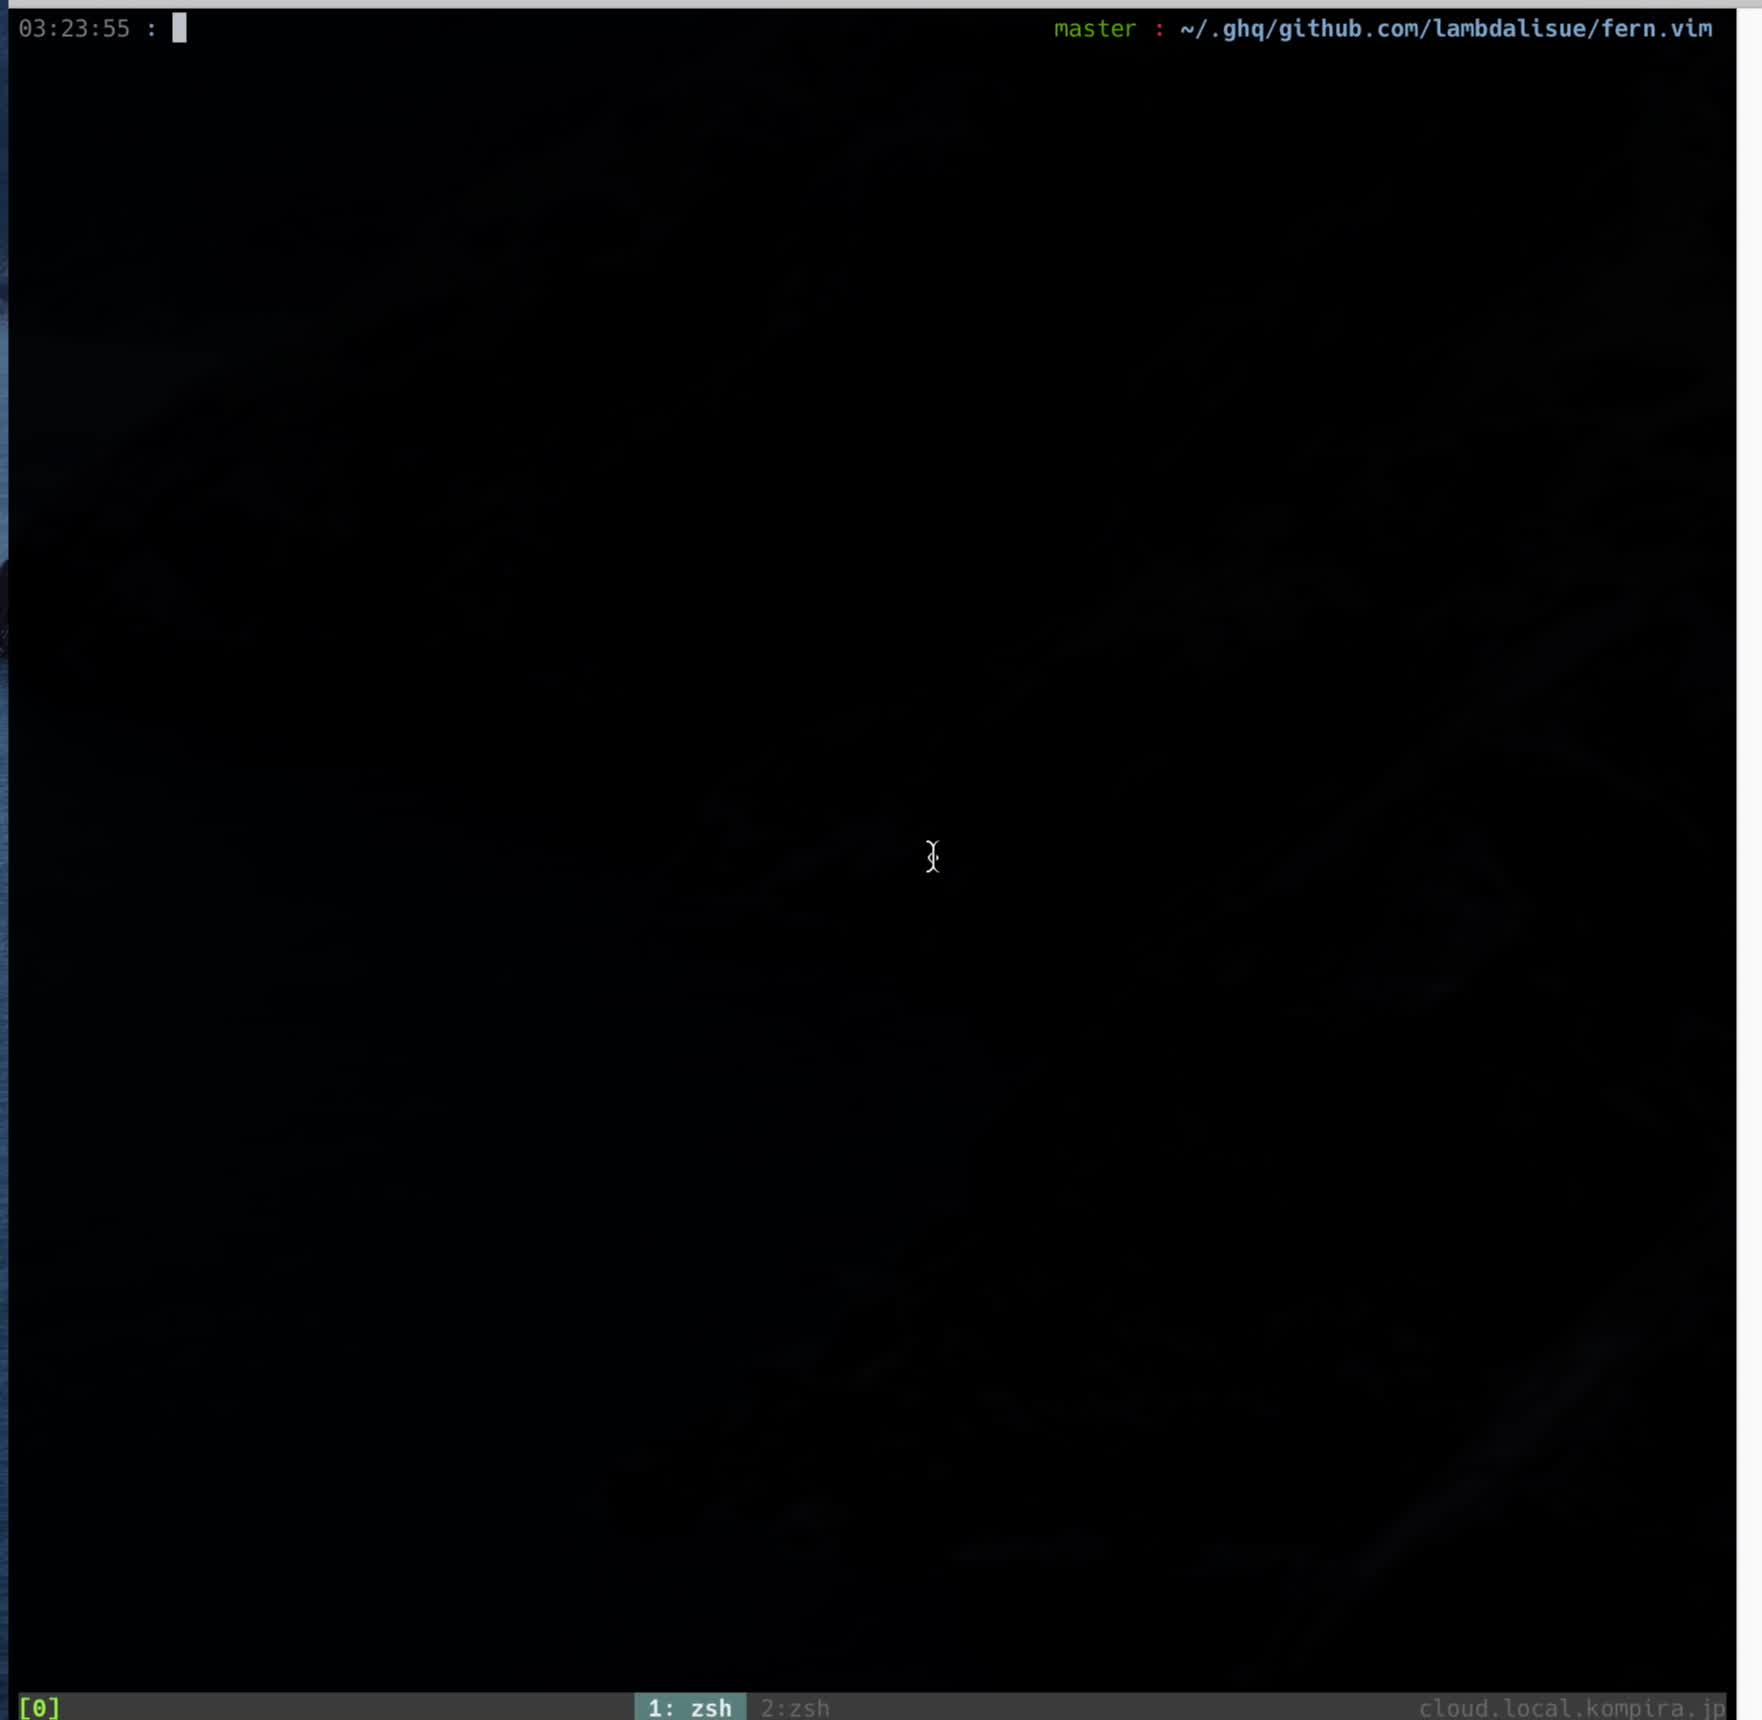 03:23:55 : master : ~/.ghq/github.com/lambdalisue/fern.vim
[0] 1: zsh 2:zsh cloud.local.kompira.jp